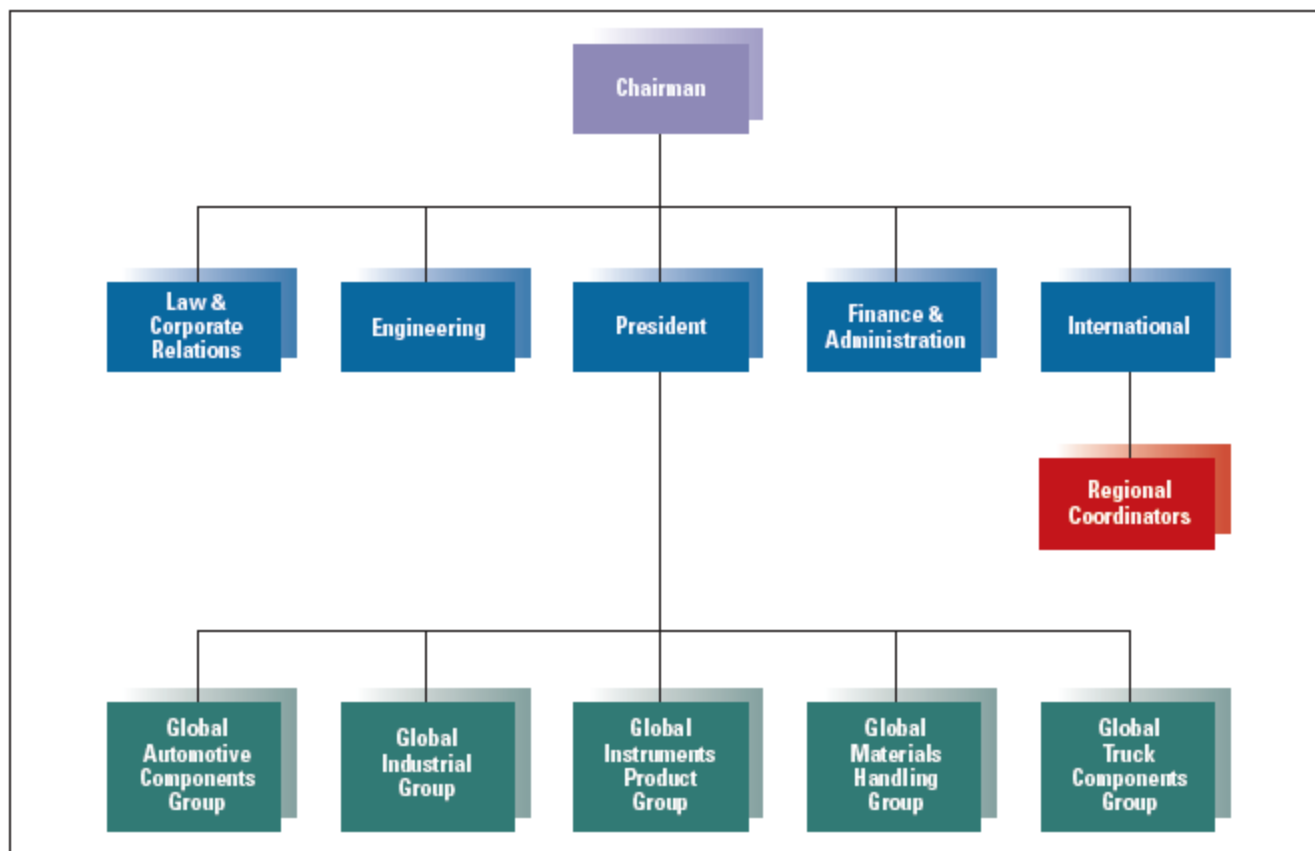 Chairman
Law &
Corporate
Relations
Engineering
President
Finance &
Administration
International
Regional
Coordinators
Global
Automotive
Components
Group
Global
Industrial
Group
Global
Instruments
Product
Group
Global
Materials
Handling
Group
Global
Truck
Components
Group